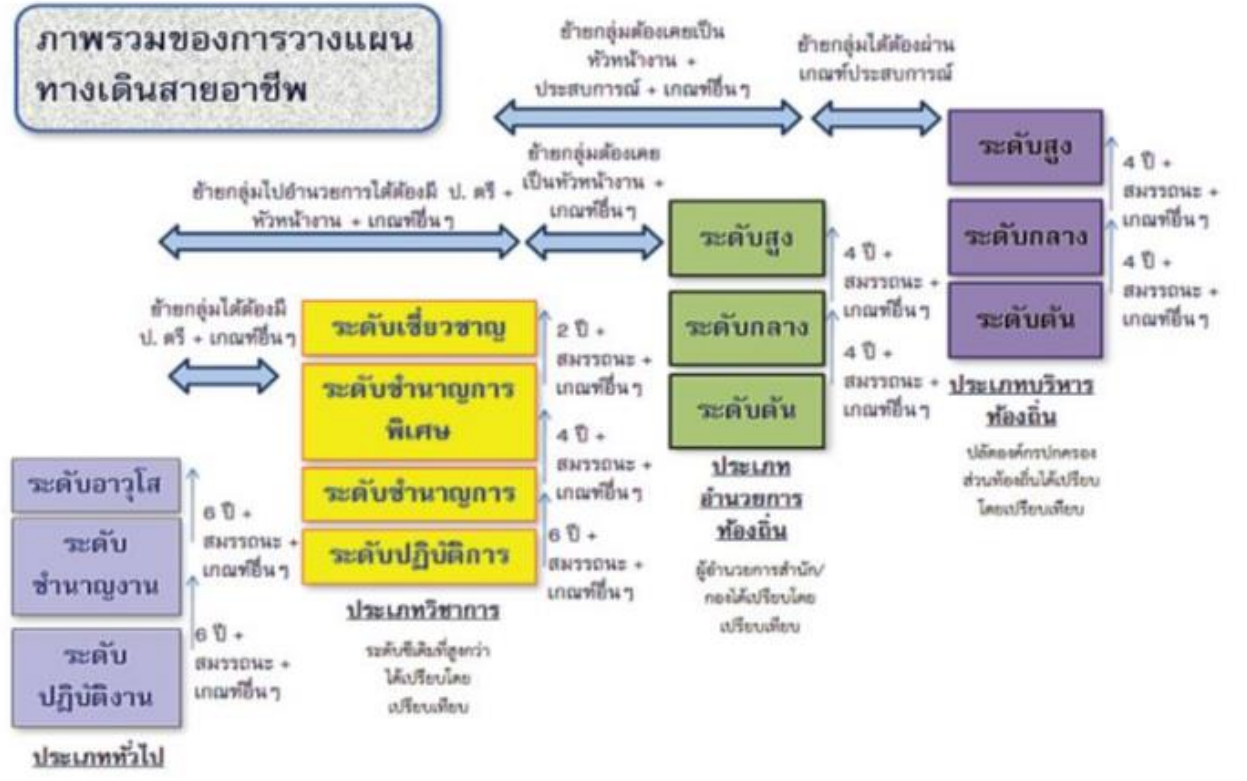 ภาพรวมของการวางแผน
ทางเดินสายอาชีพ
ย้ายกลุ่มต้องเคยเป็น
หัวหน้างาน +
ประสบการณ์ + เกณฑ์อื่นๆ
ย้ายกลุ่มได้ต้องผ่าน
เกณฑ์ประสบการณ์
ย้ายกลุ่มต้องเคย
เป็นหัวหน้างาน +
เกณฑ์อื่นๆ
ย้ายกลุ่มไปอำนวยการได้ต้องมี ป. ตรี +
หัวหน้างาน + เกณฑ์อื่นๆ
ย้ายกลุ่มได้ต้องมี
ป. ตรี + เกณฑ์อื่นๆ
ระดับอาวุโส
ระดับ
ชำนาญงาน
ระดับ
ปฏิบัติงาน
6 ปี +
สมรรถนะ +
เกณฑ์อื่นๆ
6 ปี +
สมรรถนะ +
เกณฑ์อื่นๆ
ประเภททั่วไป
ระดับเชี่ยวชาญ
ระดับชำนาญการ
พิเศษ
ระดับชำนาญการ
ระดับปฏิบัติการ
2 ปี +
สมรรถนะ +
เกณฑ์อื่นๆ
4 ปี +
สมรรถนะ +
เกณฑ์อื่นๆ
6 ปี +
สมรรถนะ +
เกณฑ์อื่นๆ
ประเภทวิชาการ
ระดับซีเดิมที่สูงกว่า
ได้เปรียบโดย
เปรียบเทียบ
ระดับสูง
ระดับกลาง
ระดับต้น
4 ปี +
สมรรถนะ +
เกณฑ์อื่นๆ
4 ปี +
สมรรถนะ +
เกณฑ์อื่นๆ
ประเภท
อำนวยการ
ท้องถิ่น
ผู้อำนวยการสำนัก/
กองได้เปรียบโดย
เปรียบเทียบ
ระดับสูง
ระดับกลาง
ระดับต้น
4 ปี +
สมรรถนะ +
เกณฑ์อื่นๆ
4 ปี +
สมรรถนะ +
เกณฑ์อื่นๆ
ประเภทบริหาร
ท้องถิ่น
ปลัดองค์กรปกครอง
ส่วนท้องถิ่นได้เปรียบ
โดยเปรียบเทียบ